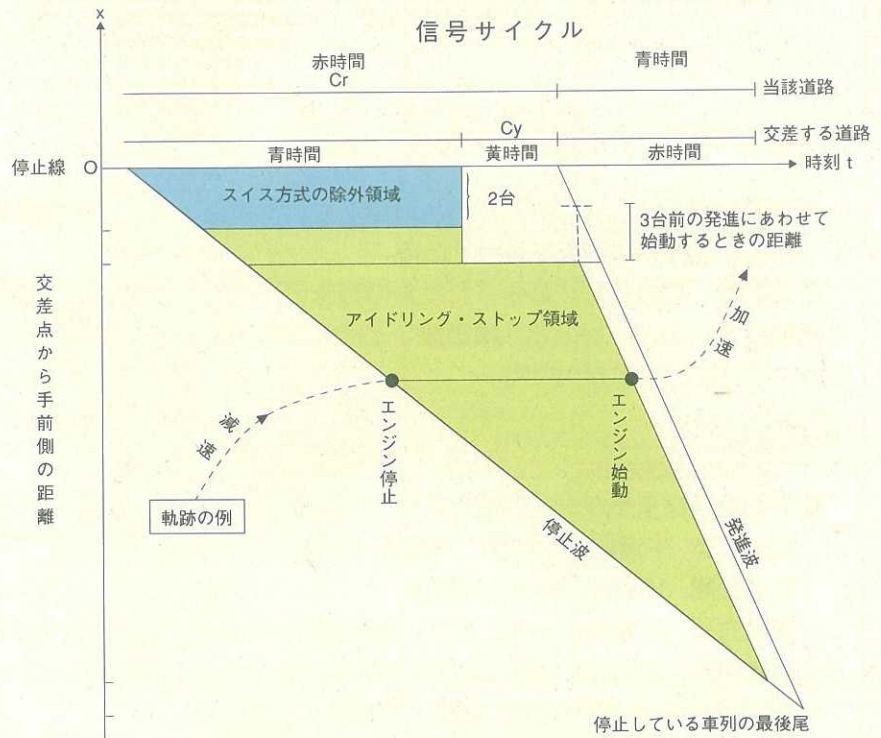 x
信号サイクル
赤時間
Cr
青時間
当該道路
Cy
交差する道路
青時間
黄時間
赤時間
停止線
O
時刻 t
スイス方式の除外領域
2台
3台前の発進にあわせて
始動するときの距離
交差点から手前側の距離
アイドリング・ストップ領域
加速
減速
エンジン停止
エンジン始動
軌跡の例
停止波
発進波
停止している車列の最後尾